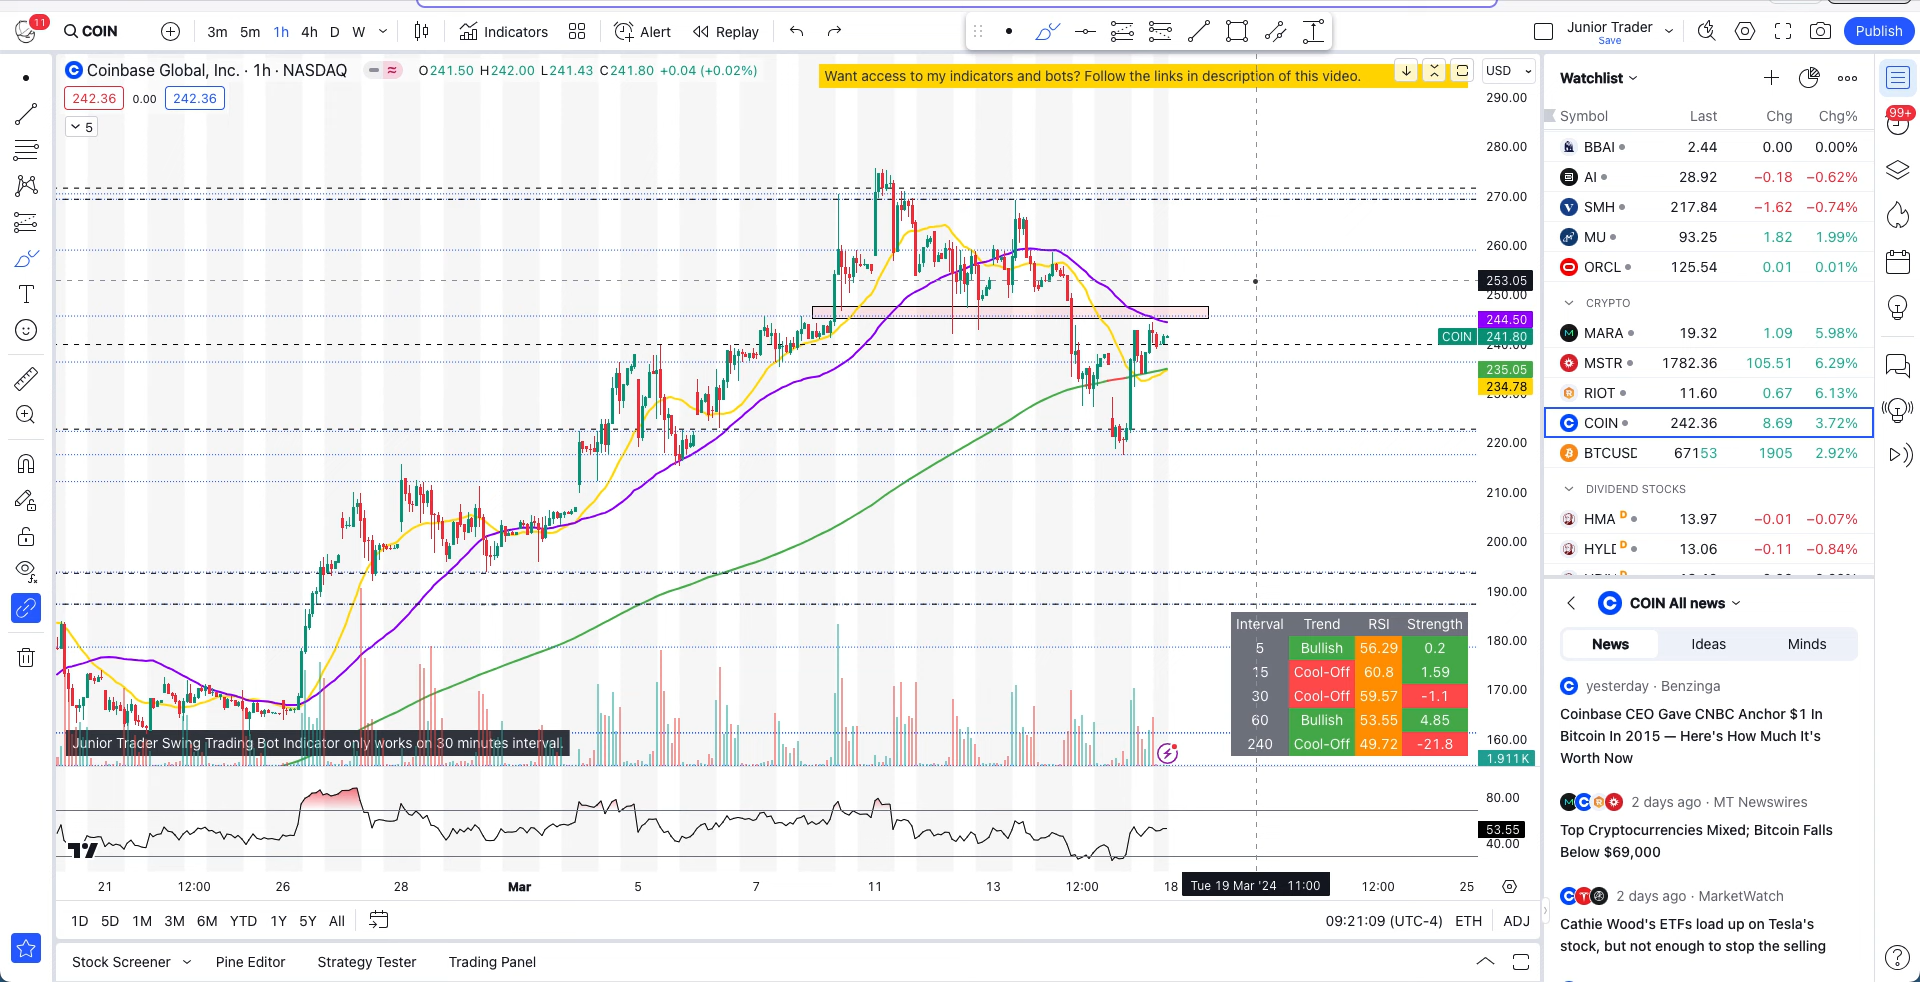 11
COIN
3m 5m 1h 4h D W
Indicators
Alert
Replay
Junior Trader
Save
Publish
Coinbase Global, Inc. · 1h · NASDAQ
O241.50 H242.00 L241.43 C241.80 +0.04 (+0.02%)
242.36 0.00 242.36
5
Want access to my indicators and bots? Follow the links in description of this video.
USD
290.00
280.00
270.00
260.00
253.05
250.00
244.50
COIN 241.80
235.05
234.78
220.00
210.00
200.00
190.00
180.00
170.00
160.00
1.911K
80.00
53.55
40.00
Interval Trend RSI Strength
5 Bullish 56.29 0.2
15 Cool-Off 60.8 1.59
30 Cool-Off 59.57 -1.1
60 Bullish 53.55 4.85
240 Cool-Off 49.72 -21.8
Junior Trader Swing Trading Bot Indicator only works on 30 minutes interval.
21 12:00 26 28 Mar 5 7 11 13 12:00 18 Tue 19 Mar '24 11:00 12:00 25
1D 5D 1M 3M 6M YTD 1Y 5Y All
09:21:09 (UTC-4) ETH ADJ
Stock Screener Pine Editor Strategy Tester Trading Panel
Watchlist
Symbol Last Chg Chg%
BBAI 2.44 0.00 0.00%
AI 28.92 −0.18 −0.62%
SMH 217.84 −1.62 −0.74%
MU 93.25 1.82 1.99%
ORCL 125.54 0.01 0.01%
CRYPTO
MARA 19.32 1.09 5.98%
MSTR 1782.36 105.51 6.29%
RIOT 11.60 0.67 6.13%
COIN 242.36 8.69 3.72%
BTCUSD 67153 1905 2.92%
DIVIDEND STOCKS
HMA D 13.97 −0.01 −0.07%
HYLD D 13.06 −0.11 −0.84%
COIN All news
News Ideas Minds
yesterday · Benzinga
Coinbase CEO Gave CNBC Anchor $1 In
Bitcoin In 2015 — Here's How Much It's
Worth Now
2 days ago · MT Newswires
Top Cryptocurrencies Mixed; Bitcoin Falls
Below $69,000
2 days ago · MarketWatch
Cathie Wood's ETFs load up on Tesla's
stock, but not enough to stop the selling
99+